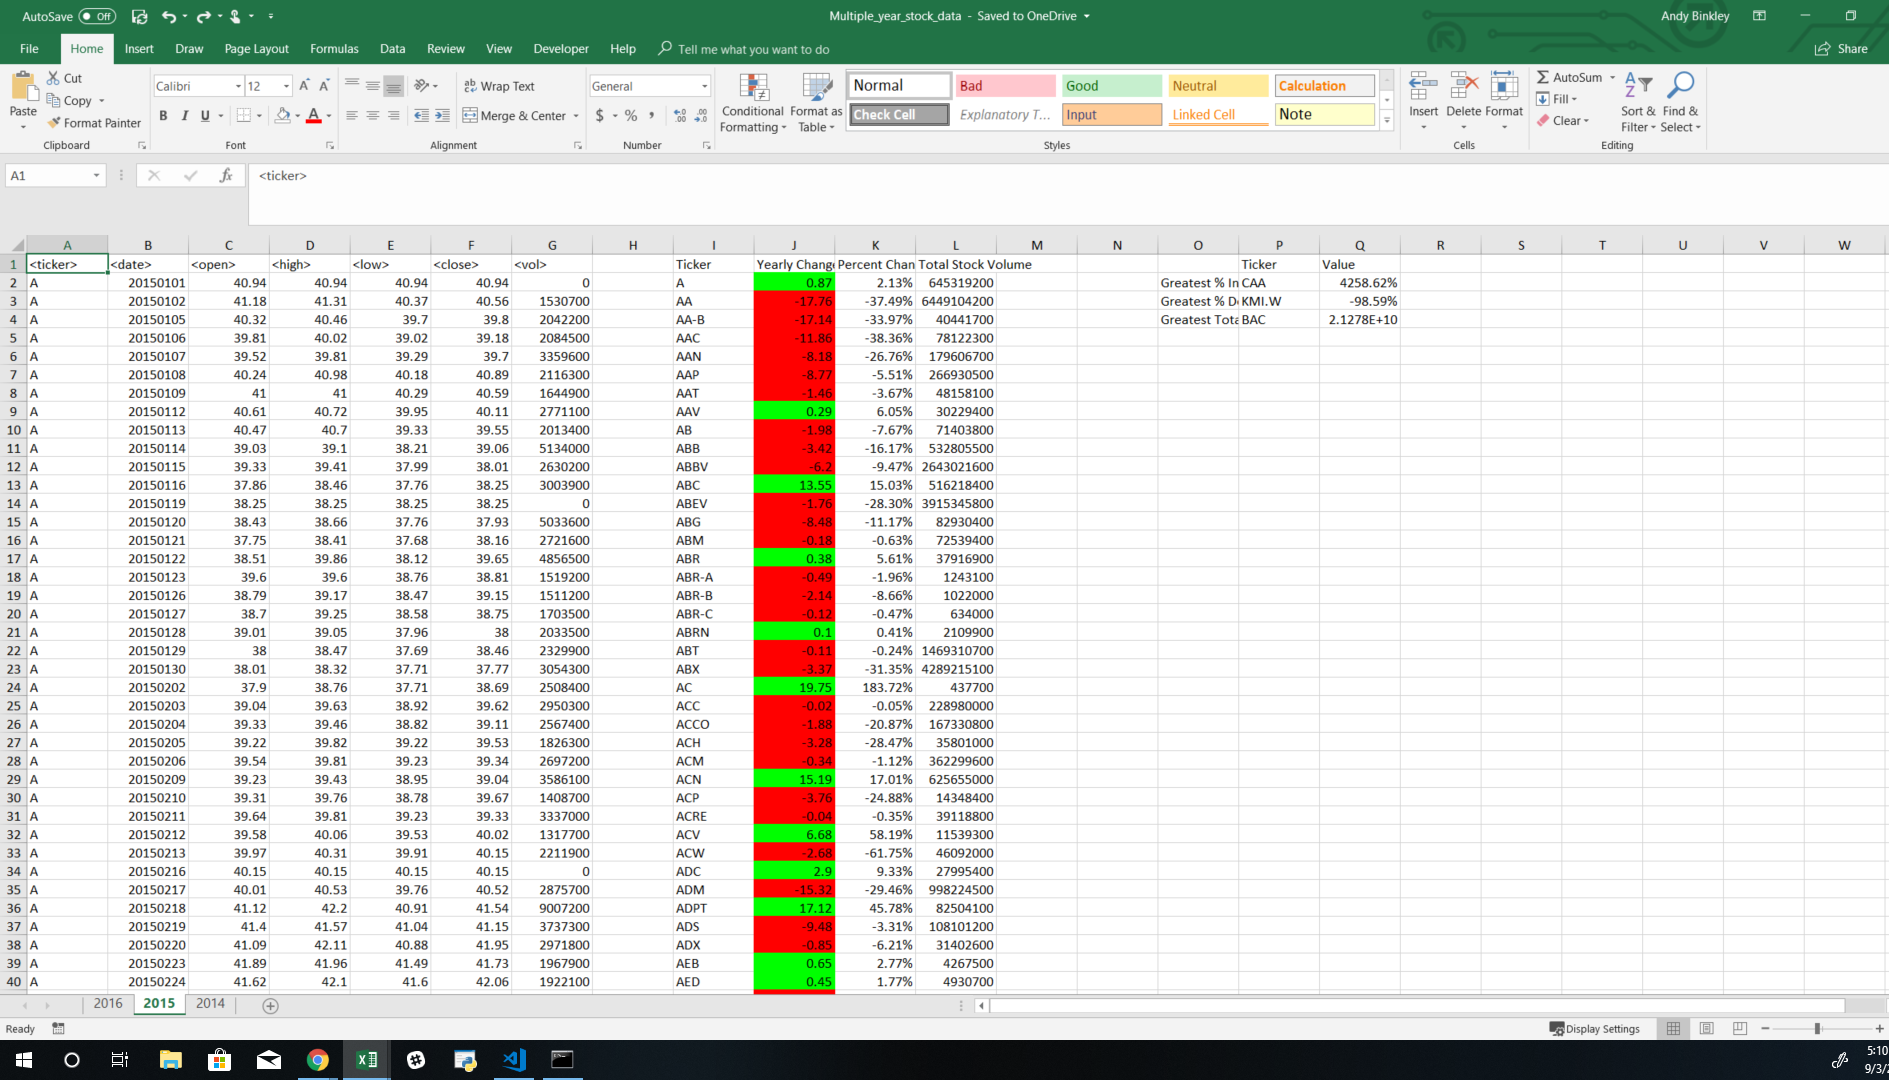 AutoSave Off Multiple_year_stock_data - Saved to OneDrive Andy Binkley
File Home Insert Draw Page Layout Formulas Data Review View Developer Help Tell me what you want to do Share
Paste Cut Copy Format Painter Clipboard
Calibri 12 B I U A Font
Wrap Text Merge & Center Alignment
General $ % , Number
Conditional Formatting Format as Table
Normal Bad Good Neutral Calculation
Check Cell Explanatory T... Input Linked Cell Note
Styles
Insert Delete Format Cells
AutoSum Fill Clear Sort & Filter Find & Select Editing
A1 fx <ticker>
A B C D E F G H I J K L M N O P Q R S T U V W
1 <ticker> <date> <open> <high> <low> <close> <vol> Ticker Yearly Change Percent Chan Total Stock Volume Ticker Value
2 A 20150101 40.94 40.94 40.94 40.94 0 A 0.87 2.13% 645319200 Greatest % In CAA 4258.62%
3 A 20150102 41.18 41.31 40.37 40.56 1530700 AA -17.76 -37.49% 6449104200 Greatest % De KMI.W -98.59%
4 A 20150105 40.32 40.46 39.7 39.8 2042200 AA-B -17.14 -33.97% 40441700 Greatest Tota BAC 2.1278E+10
5 A 20150106 39.81 40.02 39.02 39.18 2084500 AAC -11.86 -38.36% 78122300
6 A 20150107 39.52 39.81 39.29 39.7 3359600 AAN -8.18 -26.76% 179606700
7 A 20150108 40.24 40.98 40.18 40.89 2116300 AAP -8.77 -5.51% 266930500
8 A 20150109 41 41 40.29 40.59 1644900 AAT -1.46 -3.67% 48158100
9 A 20150112 40.61 40.72 39.95 40.11 2771100 AAV 0.29 6.05% 30229400
10 A 20150113 40.47 40.7 39.33 39.55 2013400 AB -1.98 -7.67% 71403800
11 A 20150114 39.03 39.1 38.21 39.06 5134000 ABB -3.42 -16.17% 532805500
12 A 20150115 39.33 39.41 37.99 38.01 2630200 ABBV -6.2 -9.47% 2643021600
13 A 20150116 37.86 38.46 37.76 38.25 3003900 ABC 13.55 15.03% 516218400
14 A 20150119 38.25 38.25 38.25 38.25 0 ABEV -1.76 -28.30% 3915345800
15 A 20150120 38.43 38.66 37.76 37.93 5033600 ABG -8.48 -11.17% 82930400
16 A 20150121 37.75 38.41 37.68 38.16 2721600 ABM -0.18 -0.63% 72539400
17 A 20150122 38.51 39.86 38.12 39.65 4856500 ABR 0.38 5.61% 37916900
18 A 20150123 39.6 39.6 38.76 38.81 1519200 ABR-A -0.49 -1.96% 1243100
19 A 20150126 38.79 39.17 38.47 39.15 1511200 ABR-B -2.14 -8.66% 1022000
20 A 20150127 38.7 39.25 38.58 38.75 1703500 ABR-C -0.12 -0.47% 634000
21 A 20150128 39.01 39.05 37.96 38 2033500 ABRN 0.1 0.41% 2109900
22 A 20150129 38 38.47 37.69 38.46 2329900 ABT -0.11 -0.24% 1469310700
23 A 20150130 38.01 38.32 37.71 37.77 3054300 ABX -3.37 -31.35% 4289215100
24 A 20150202 37.9 38.76 37.71 38.69 2508400 AC 19.75 183.72% 437700
25 A 20150203 39.04 39.63 38.92 39.62 2950300 ACC -0.02 -0.05% 228980000
26 A 20150204 39.33 39.46 38.82 39.11 2567400 ACCO -1.88 -20.87% 167330800
27 A 20150205 39.22 39.82 39.22 39.53 1826300 ACH -3.28 -28.47% 35801000
28 A 20150206 39.54 39.81 39.23 39.34 2697200 ACM -0.34 -1.12% 362299600
29 A 20150209 39.23 39.43 38.95 39.04 3586100 ACN 15.19 17.01% 625655000
30 A 20150210 39.31 39.76 38.78 39.67 1408700 ACP -3.76 -24.88% 14348400
31 A 20150211 39.64 39.81 39.23 39.33 3337000 ACRE -0.04 -0.35% 39118800
32 A 20150212 39.58 40.06 39.53 40.02 1317700 ACV 6.68 58.19% 11539300
33 A 20150213 39.97 40.31 39.91 40.15 2211900 ACW -2.68 -61.75% 46092000
34 A 20150216 40.15 40.15 40.15 40.15 0 ADC 2.9 9.33% 27995400
35 A 20150217 40.01 40.53 39.76 40.52 2875700 ADM -15.32 -29.46% 998224500
36 A 20150218 41.12 42.2 40.91 41.54 9007200 ADPT 17.12 45.78% 82504100
37 A 20150219 41.4 41.57 41.04 41.15 3737300 ADS -9.48 -3.31% 108101200
38 A 20150220 41.09 42.11 40.88 41.95 2971800 ADX -0.85 -6.21% 31402600
39 A 20150223 41.89 41.96 41.49 41.73 1967900 AEB 0.65 2.77% 4267500
40 A 20150224 41.62 42.1 41.6 42.06 1922100 AED 0.45 1.77% 4930700
2016 2015 2014
Ready Display Settings
5:10
9/3/2